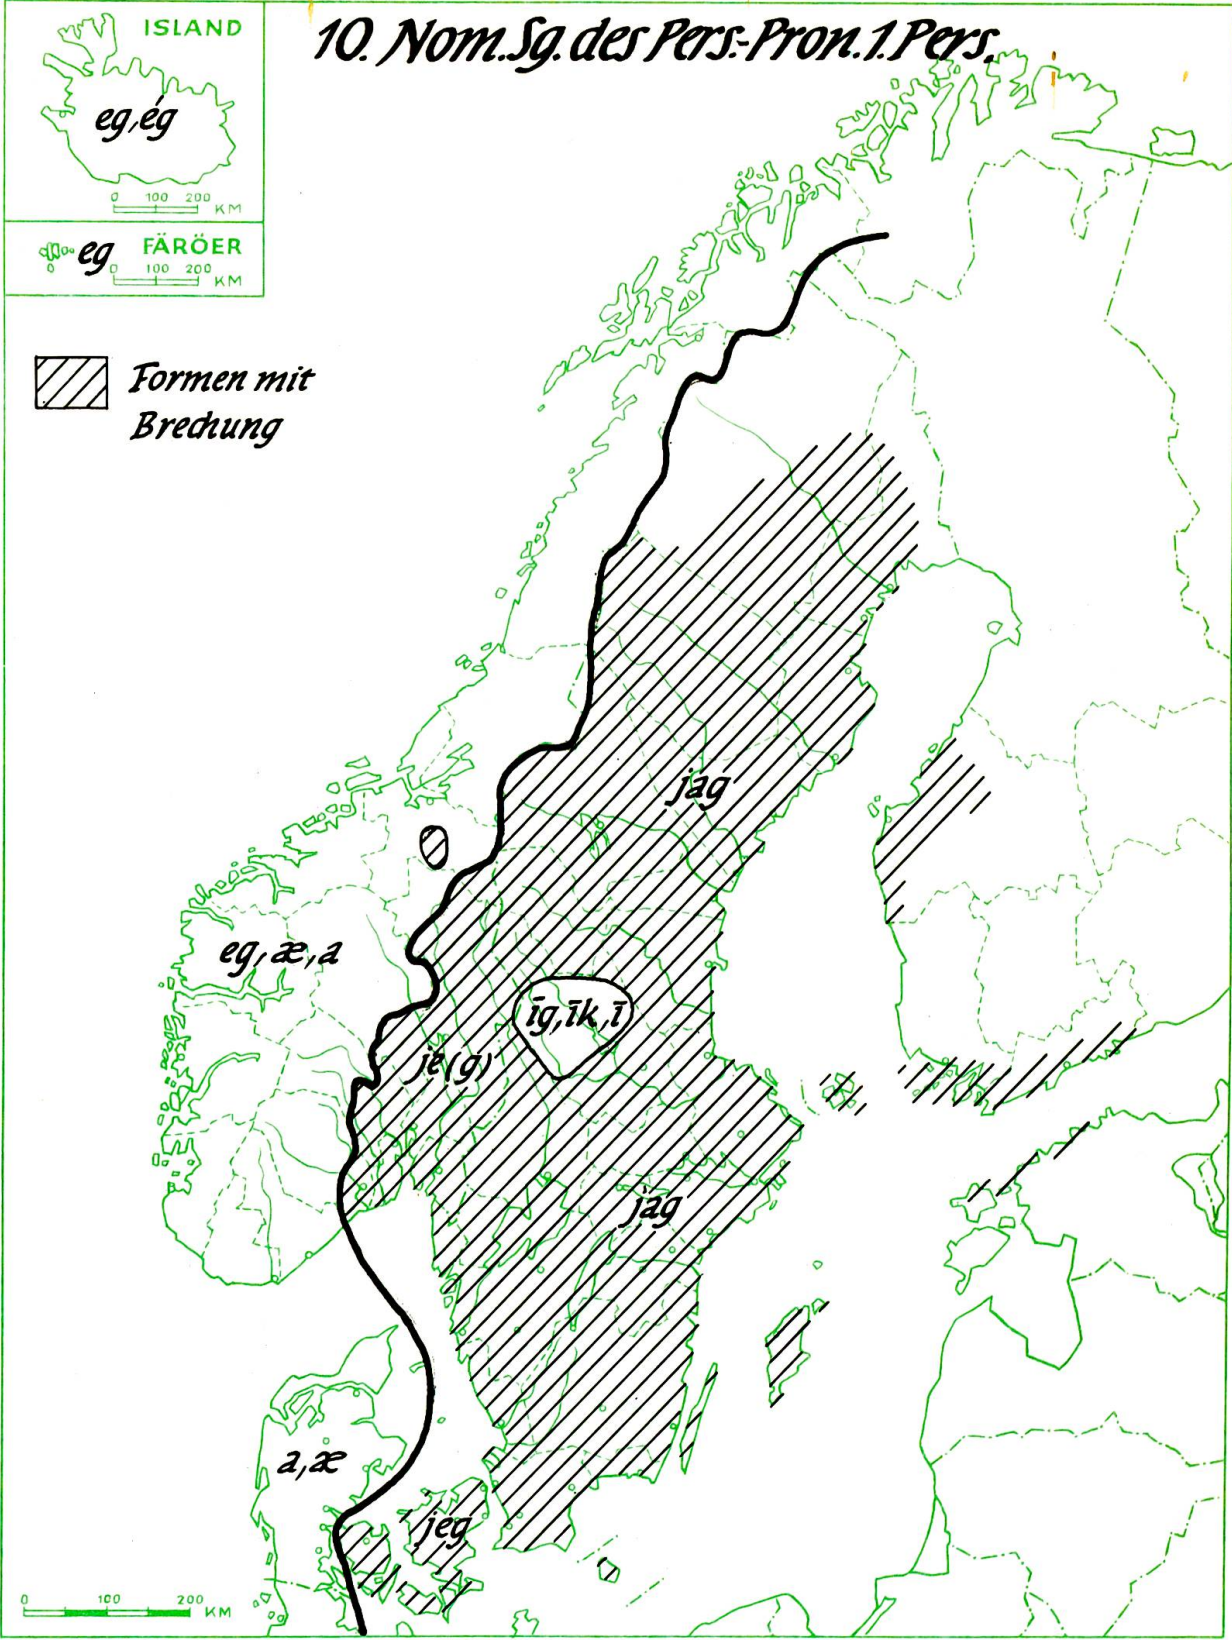 10. Nom.Sg.des Pers.-Pron.1.Pers.
ISLAND
eg,ég
0 100 200 KM
eg FÄRÖER
0 100 200 KM
Formen mit
Brechung
jag
eg,æ,a
īg,īk,ī
je(g)
jag
a,æ
jeg
0 100 200 KM